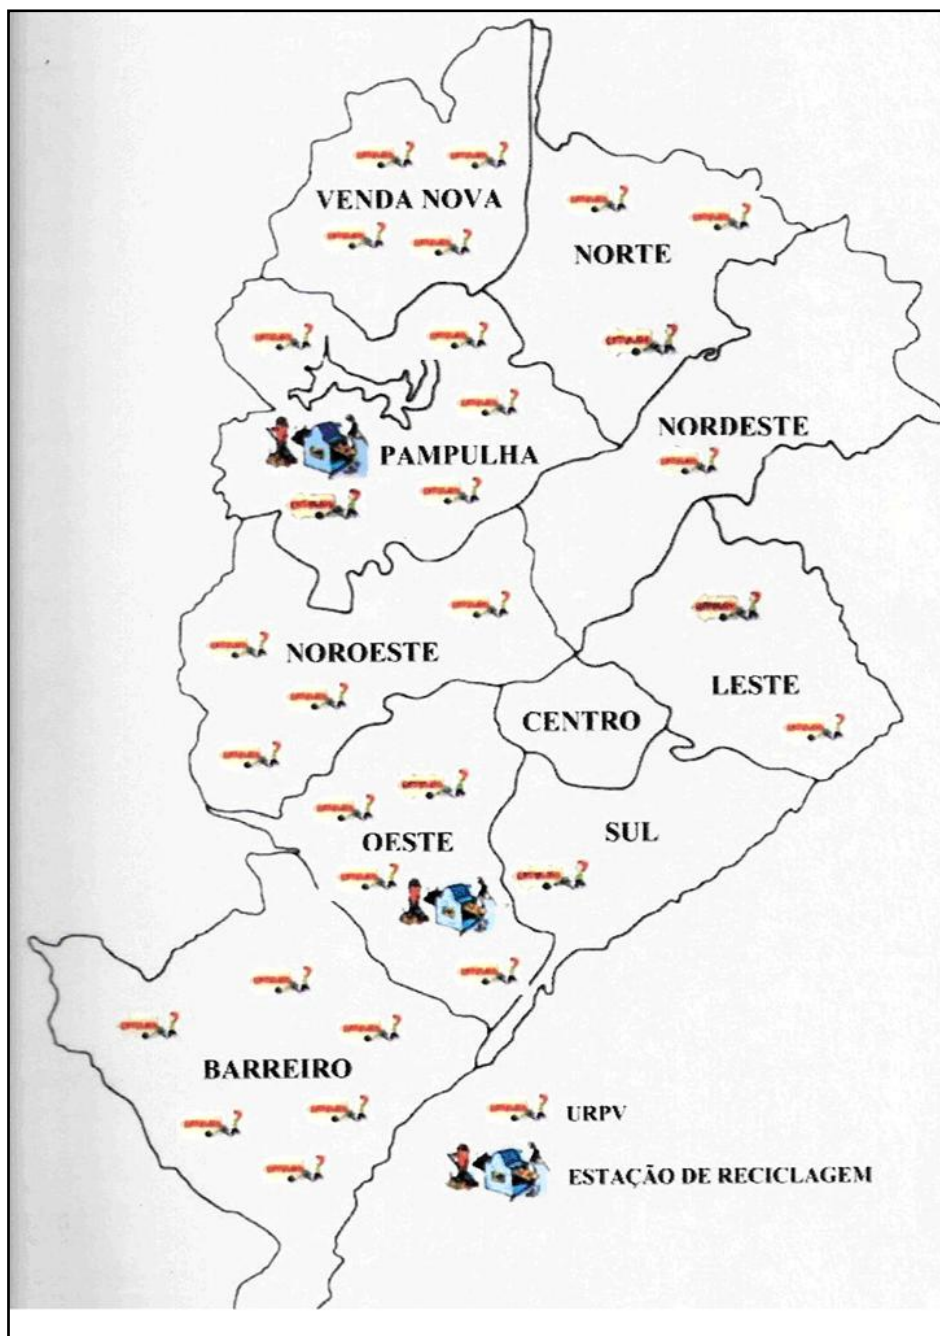 VENDA NOVA
NORTE
NORDESTE
PAMPULHA
NOROESTE
LESTE
CENTRO
OESTE
SUL
BARREIRO
URPV
ESTAÇÃO DE RECICLAGEM